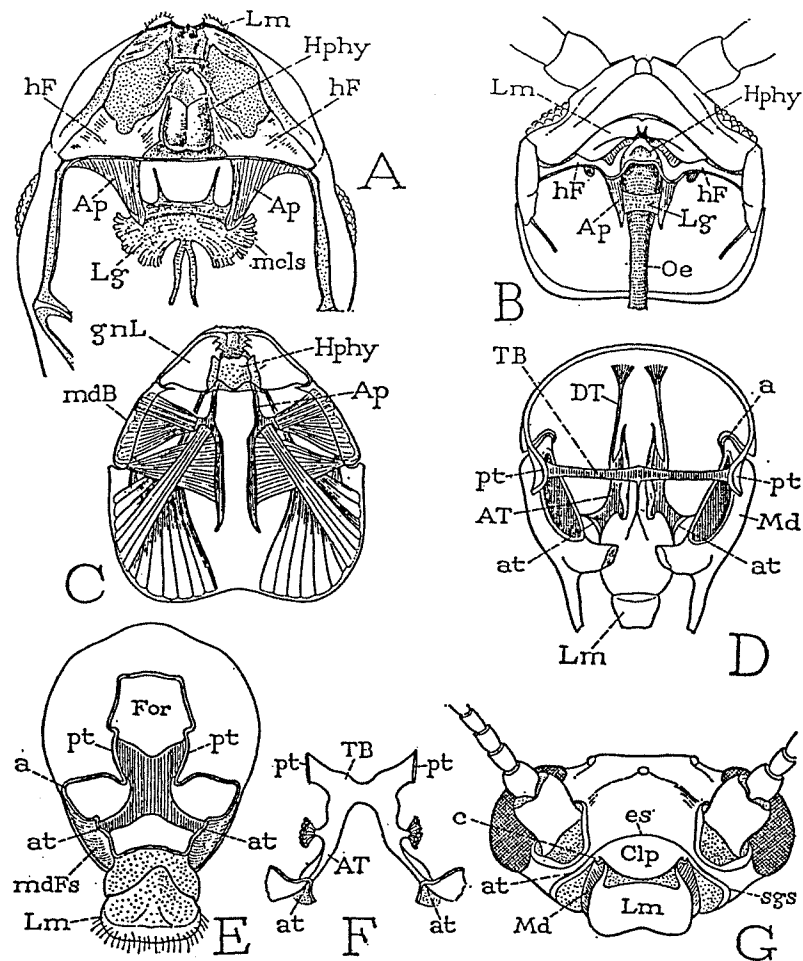 Lm
Hphy
hF
hF
A
Ap
Ap
Lg
mcls
Lm
Hphy
hF
hF
Ap
Lg
Oe
B
gnL
Hphy
mdB
Ap
C
TB
DT
a
pt
pt
AT
Md
at
at
Lm
D
For
pt
pt
a
at
at
mdFs
Lm
E
pt
TB
pt
AT
at
at
F
es
c
Clp
at
sgs
Md
Lm
G